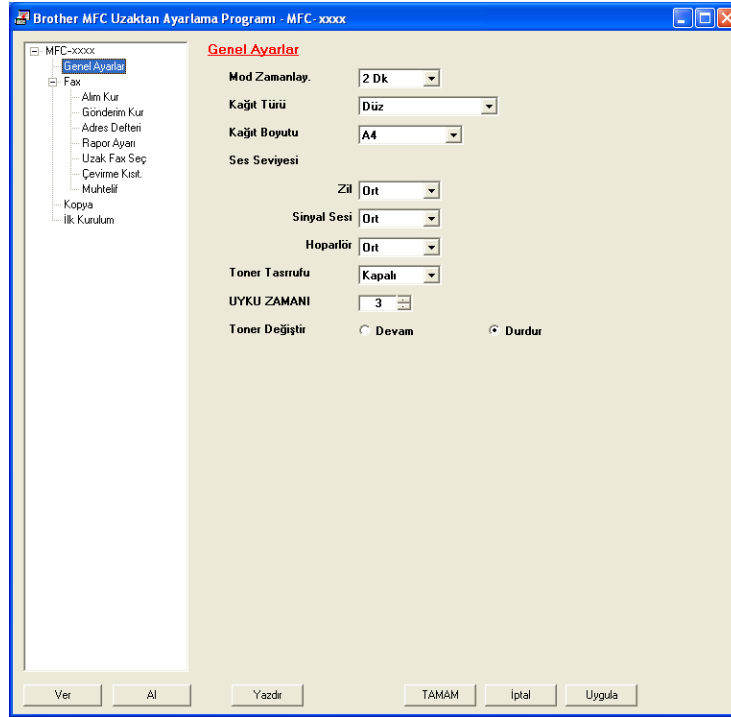 Brother MFC Uzaktan Ayarlama Programı - MFC- xxxx
MFC-xxxx
Genel Ayarlar
Fax
Alım Kur
Gönderim Kur
Adres Defteri
Rapor Ayarı
Uzak Fax Seç
Çevirme Kısıt.
Muhtelif
Kopya
İlk Kurulum
Genel Ayarlar
Mod Zamanlay. 2 Dk
Kağıt Türü Düz
Kağıt Boyutu A4
Ses Seviyesi
Zil Ort
Sinyal Sesi Ort
Hoparlör Ort
Toner Tasrrufu Kapalı
UYKU ZAMANI 3
Toner Değiştir Devam Durdur
Ver Al Yazdır TAMAM İptal Uygula